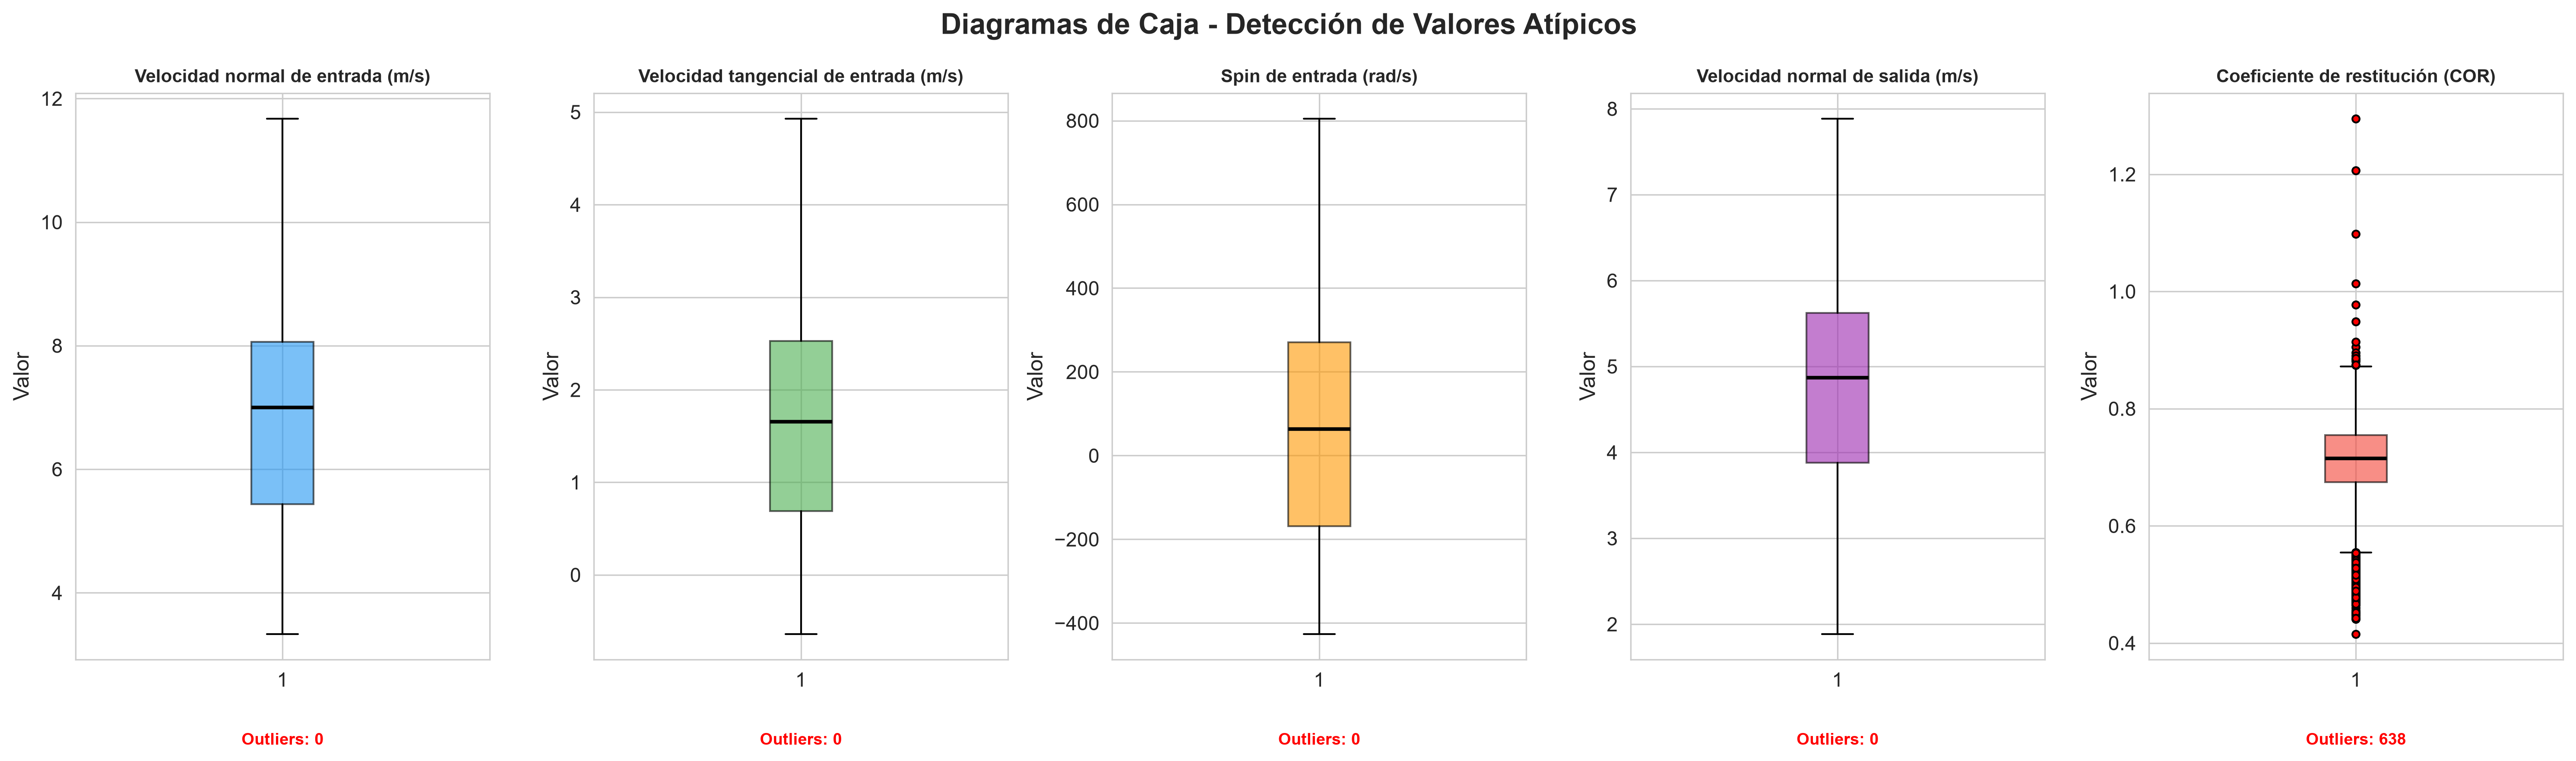 Diagramas de Caja - Detección de Valores Atípicos
Velocidad normal de entrada (m/s)
Valor
12
10
8
6
4
1
Outliers: 0
Velocidad tangencial de entrada (m/s)
Valor
5
4
3
2
1
0
1
Outliers: 0
Spin de entrada (rad/s)
Valor
800
600
400
200
0
−200
−400
1
Outliers: 0
Velocidad normal de salida (m/s)
Valor
8
7
6
5
4
3
2
1
Outliers: 0
Coeficiente de restitución (COR)
Valor
1.2
1.0
0.8
0.6
0.4
1
Outliers: 638